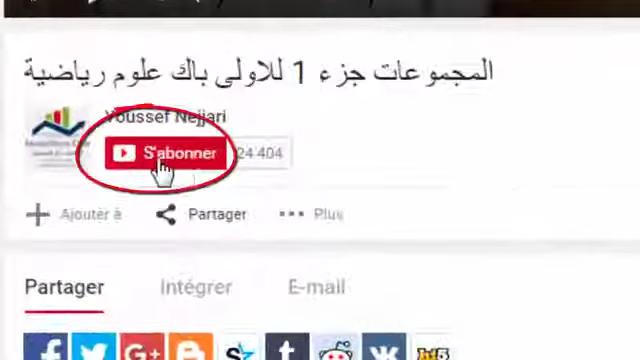 المجموعات جزء 1 للاولى باك علوم رياضية
Youssef Nejjari
S'abonner 24 404
Ajouter à Partager Plus
Partager Intégrer E-mail